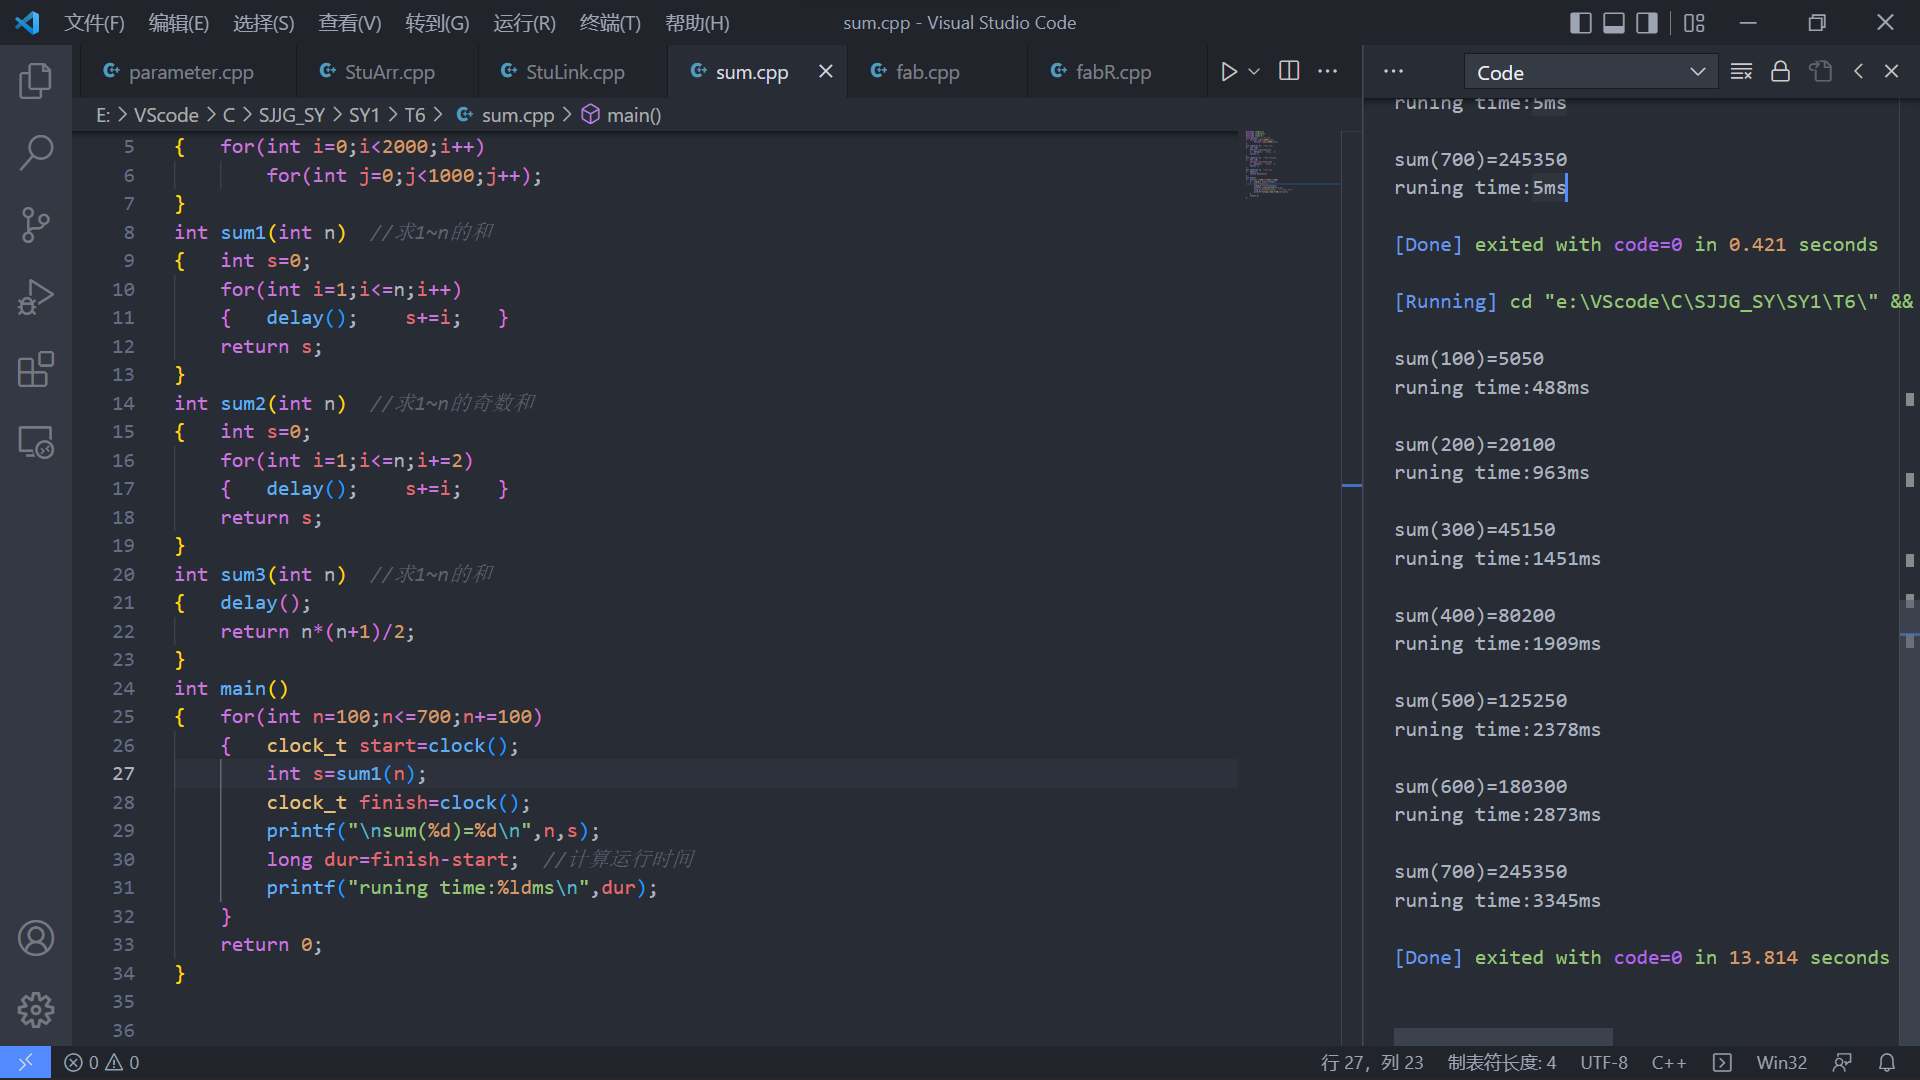 文件(F) 编辑(E) 选择(S) 查看(V) 转到(G) 运行(R) 终端(T) 帮助(H) sum.cpp - Visual Studio Code
parameter.cpp StuArr.cpp StuLink.cpp sum.cpp fab.cpp fabR.cpp
E: > VScode > C > SJJG_SY > SY1 > T6 > sum.cpp > main()
5 { for(int i=0;i<2000;i++)
6 for(int j=0;j<1000;j++);
7 }
8 int sum1(int n) //求1~n的和
9 { int s=0;
10 for(int i=1;i<=n;i++)
11 { delay(); s+=i; }
12 return s;
13 }
14 int sum2(int n) //求1~n的奇数和
15 { int s=0;
16 for(int i=1;i<=n;i+=2)
17 { delay(); s+=i; }
18 return s;
19 }
20 int sum3(int n) //求1~n的和
21 { delay();
22 return n*(n+1)/2;
23 }
24 int main()
25 { for(int n=100;n<=700;n+=100)
26 { clock_t start=clock();
27 int s=sum1(n);
28 clock_t finish=clock();
29 printf("\nsum(%d)=%d\n",n,s);
30 long dur=finish-start; //计算运行时间
31 printf("runing time:%ldms\n",dur);
32 }
33 return 0;
34 }
35
36
Code
runing time:5ms
sum(700)=245350
runing time:5ms
[Done] exited with code=0 in 0.421 seconds
[Running] cd "e:\VScode\C\SJJG_SY\SY1\T6\" &&
sum(100)=5050
runing time:488ms
sum(200)=20100
runing time:963ms
sum(300)=45150
runing time:1451ms
sum(400)=80200
runing time:1909ms
sum(500)=125250
runing time:2378ms
sum(600)=180300
runing time:2873ms
sum(700)=245350
runing time:3345ms
[Done] exited with code=0 in 13.814 seconds
0 0 行 27，列 23 制表符长度: 4 UTF-8 C++ Win32